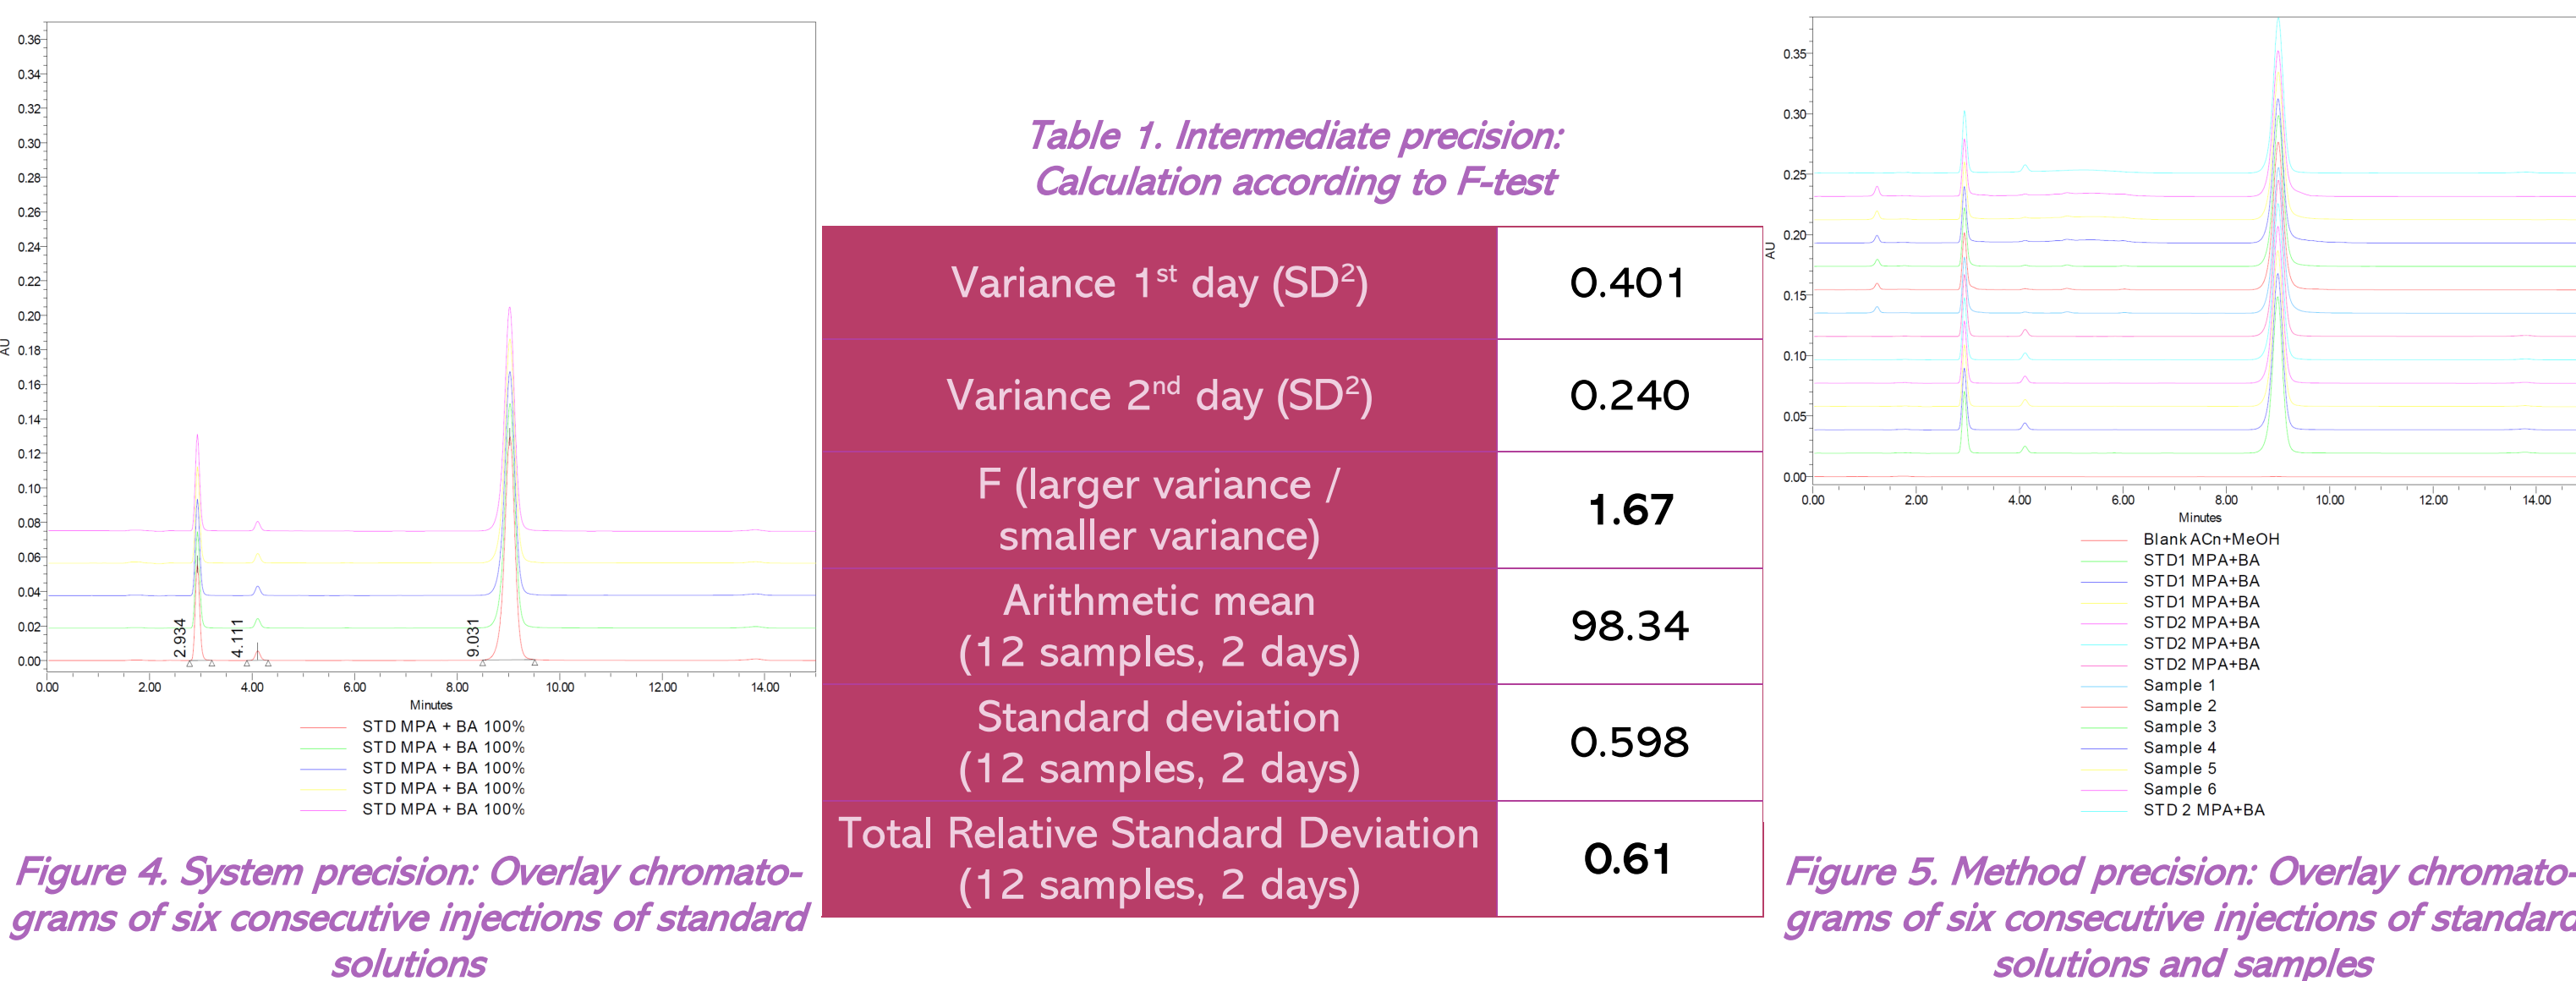 0.36
0.34
0.32
0.30
0.28
0.26
0.24
0.22
0.20
0.18
0.16
0.14
0.12
0.10
0.08
0.06
0.04
0.02
0.00
AU
2.934
4.111
9.031
0.00 2.00 4.00 6.00 8.00 10.00 12.00 14.00
Minutes
STD MPA + BA 100%
STD MPA + BA 100%
STD MPA + BA 100%
STD MPA + BA 100%
STD MPA + BA 100%
Figure 4. System precision: Overlay chromato-
grams of six consecutive injections of standard
solutions
Table 1. Intermediate precision:
Calculation according to F-test
Variance 1st day (SD2) 0.401
Variance 2nd day (SD2) 0.240
F (larger variance /
smaller variance) 1.67
Arithmetic mean
(12 samples, 2 days) 98.34
Standard deviation
(12 samples, 2 days) 0.598
Total Relative Standard Deviation
(12 samples, 2 days) 0.61
0.35
0.30
0.25
0.20
0.15
0.10
0.05
0.00
AU
0.00 2.00 4.00 6.00 8.00 10.00 12.00 14.00
Minutes
Blank ACn+MeOH
STD1 MPA+BA
STD1 MPA+BA
STD1 MPA+BA
STD2 MPA+BA
STD2 MPA+BA
STD2 MPA+BA
Sample 1
Sample 2
Sample 3
Sample 4
Sample 5
Sample 6
STD 2 MPA+BA
Figure 5. Method precision: Overlay chromato-
grams of six consecutive injections of standard
solutions and samples